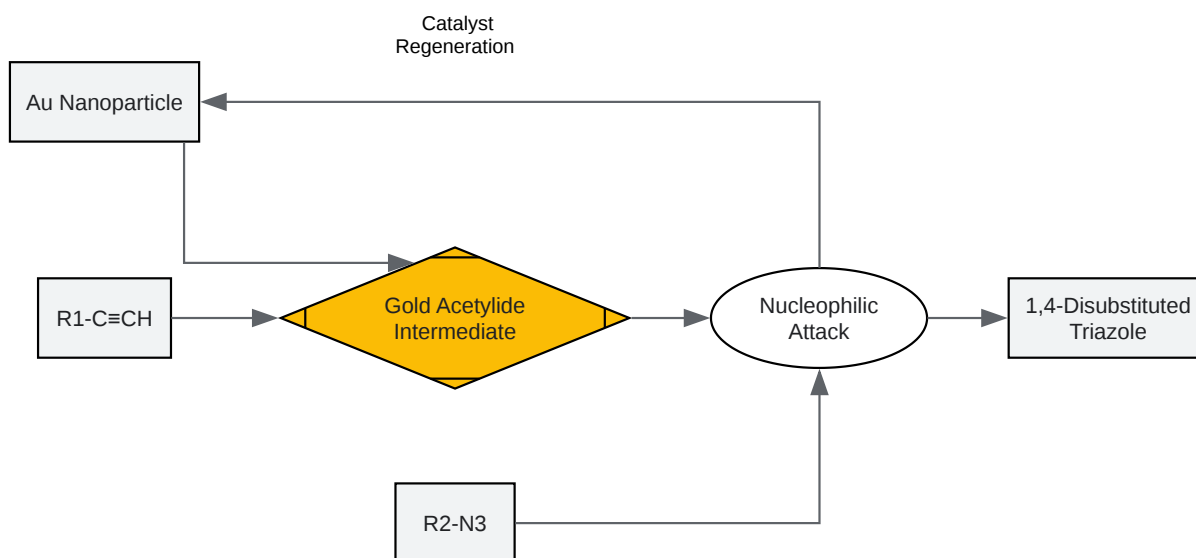 Catalyst
Regeneration
Au Nanoparticle
R1-C≡CH
Gold Acetylide
Intermediate
Nucleophilic
Attack
1,4-Disubstituted
Triazole
R2-N3